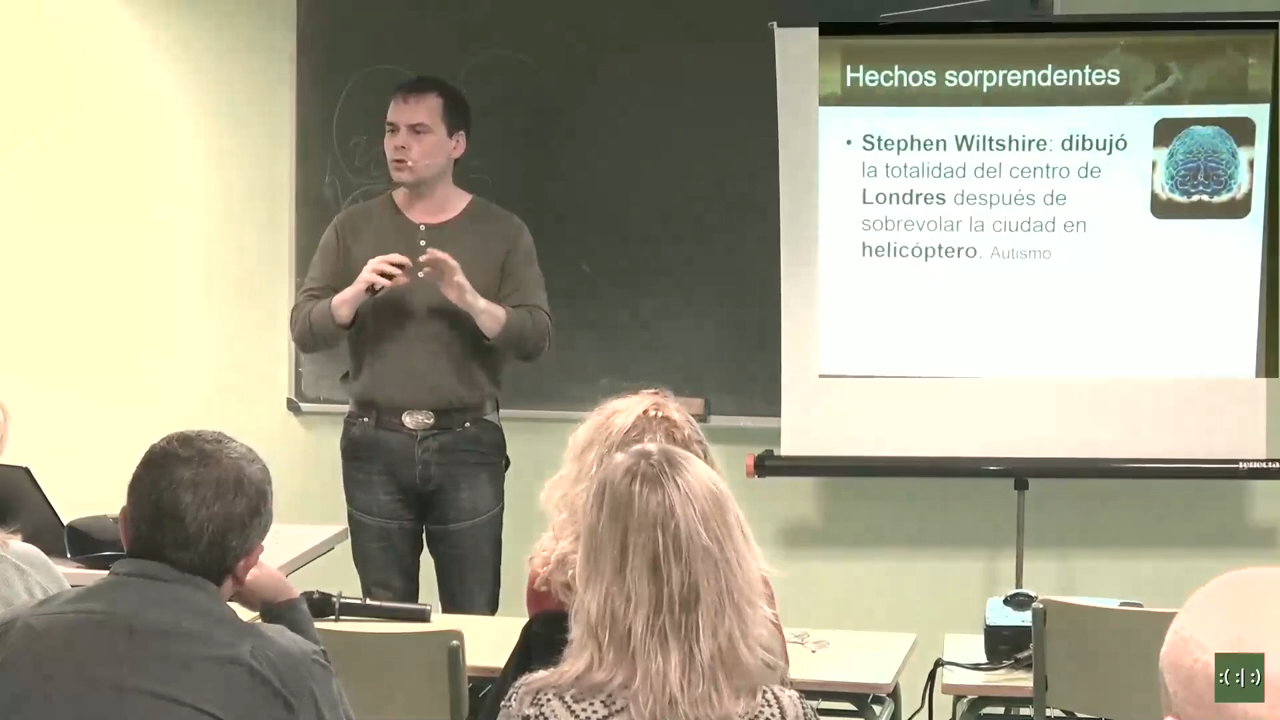 Hechos sorprendentes
• Stephen Wiltshire: dibujó
la totalidad del centro de
Londres después de
sobrevolar la ciudad en
helicóptero. Autismo
:( :| :)